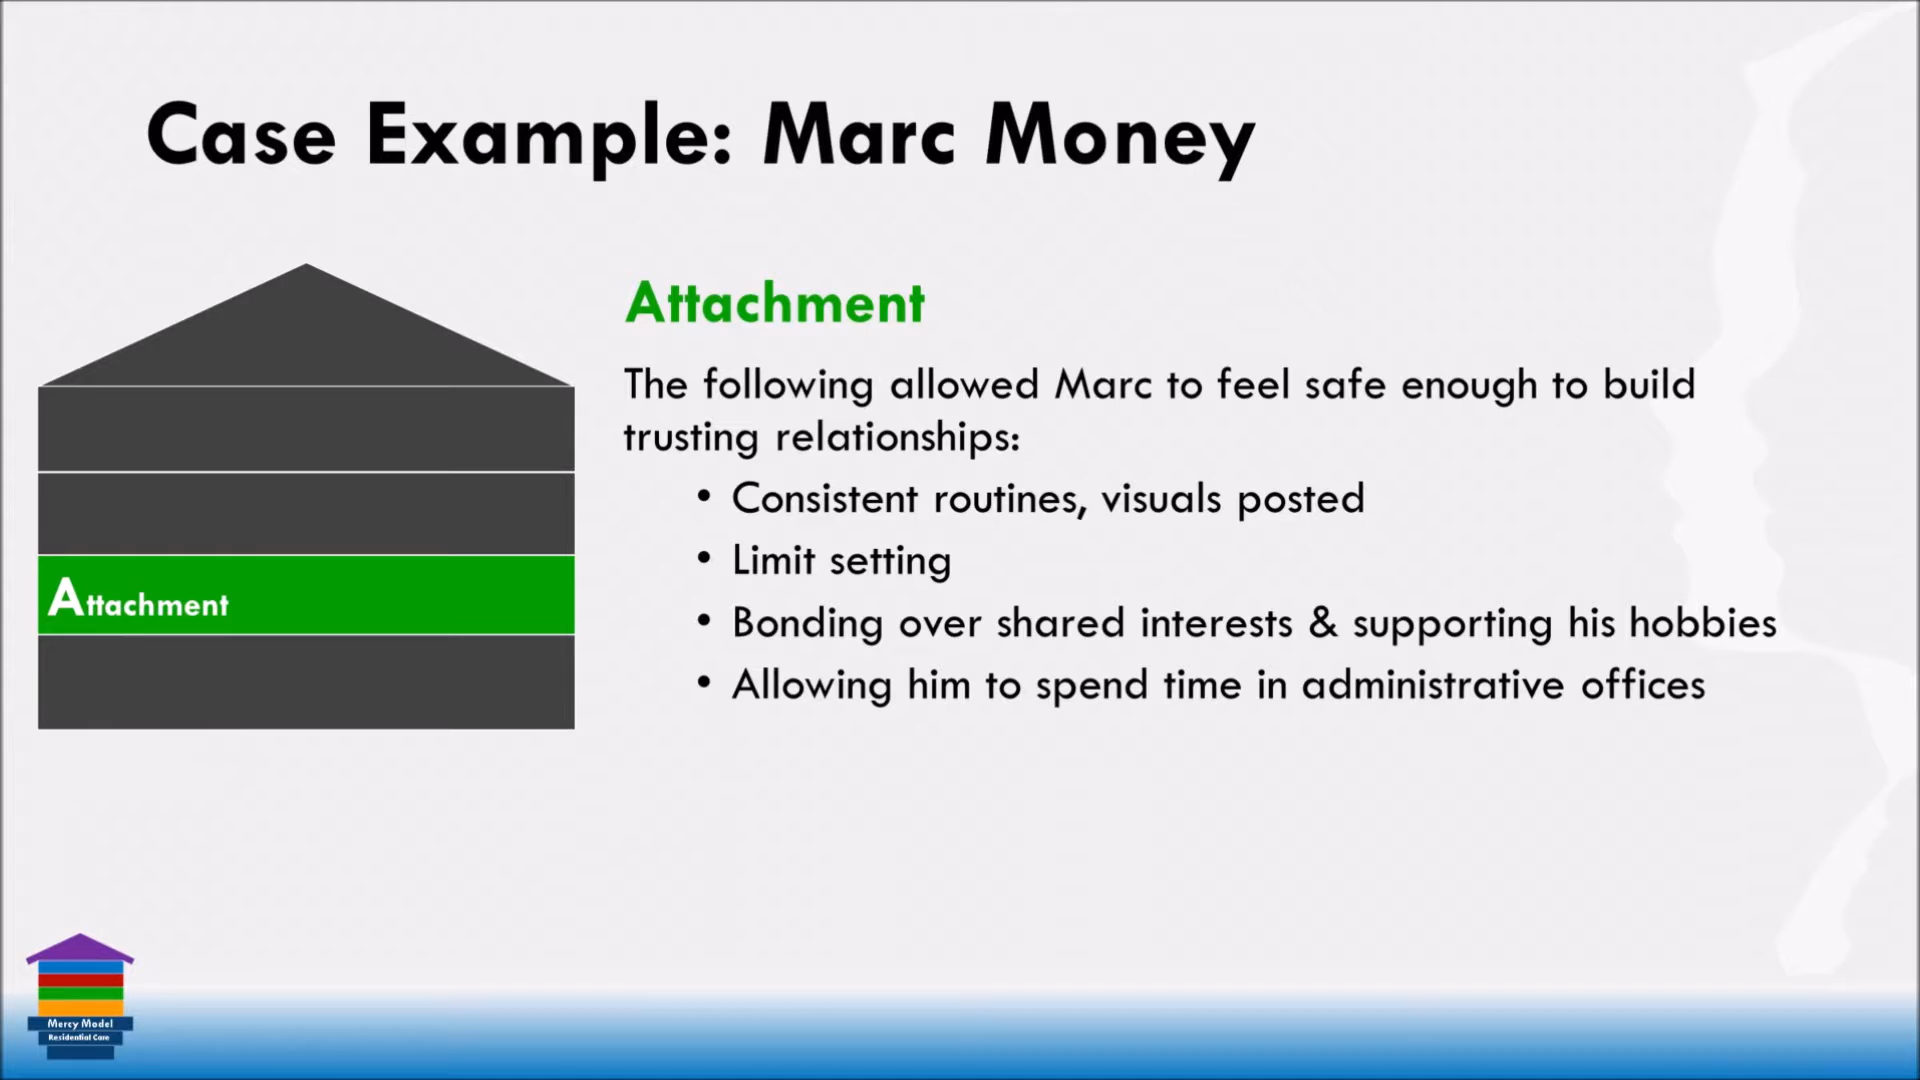 Case Example: Marc Money
Attachment
The following allowed Marc to feel safe enough to build
trusting relationships:
• Consistent routines, visuals posted
• Limit setting
• Bonding over shared interests & supporting his hobbies
• Allowing him to spend time in administrative offices
Attachment
Mercy Model
Residential Care